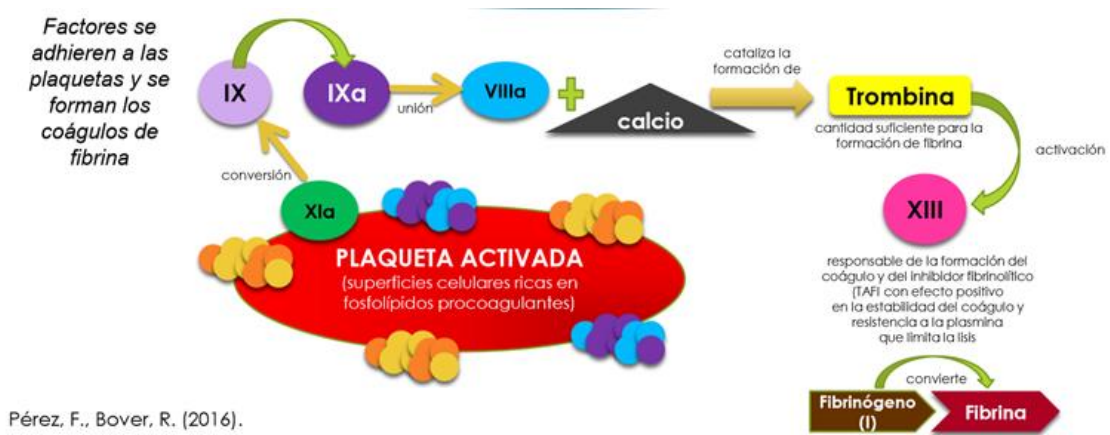 Factores se
adhieren a las
plaquetas y se
forman los
coágulos de
fibrina
IX
IXa
unión
VIIIa
+
calcio
cataliza la
formación de
Trombina
cantidad suficiente para la
formación de fibrina
activación
conversión
XIa
PLAQUETA ACTIVADA
(superficies celulares ricas en
fosfolípidos procoagulantes)
XIII
responsable de la formación del
coágulo y del inhibidor fibrinolítico
(TAFI con efecto positivo
en la estabilidad del coágulo y
resistencia a la plasmina
que limita la lisis
convierte
Fibrinógeno
(I)
Fibrina
Pérez, F., Bover, R. (2016).